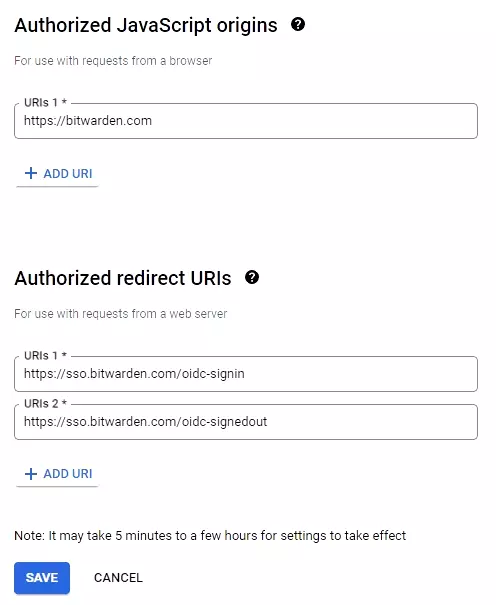 Authorized JavaScript origins ?
For use with requests from a browser
URIs 1 *
https://bitwarden.com
+ ADD URI
Authorized redirect URIs ?
For use with requests from a web server
URIs 1 *
https://sso.bitwarden.com/oidc-signin
URIs 2 *
https://sso.bitwarden.com/oidc-signedout
+ ADD URI
Note: It may take 5 minutes to a few hours for settings to take effect
SAVE CANCEL